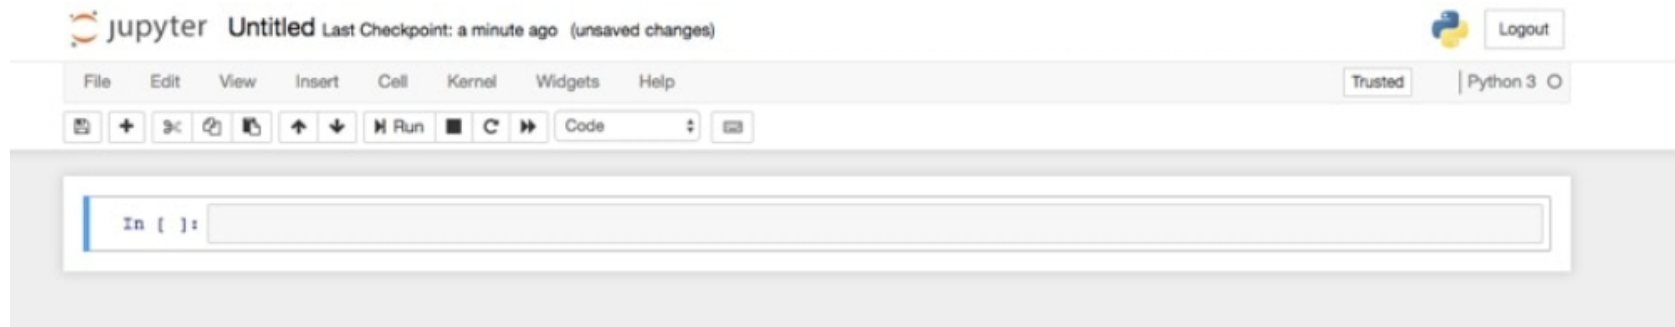 jupyter Untitled Last Checkpoint: a minute ago (unsaved changes) Logout
File Edit View Insert Cell Kernel Widgets Help Trusted Python 3
Run Code
In [ ]: